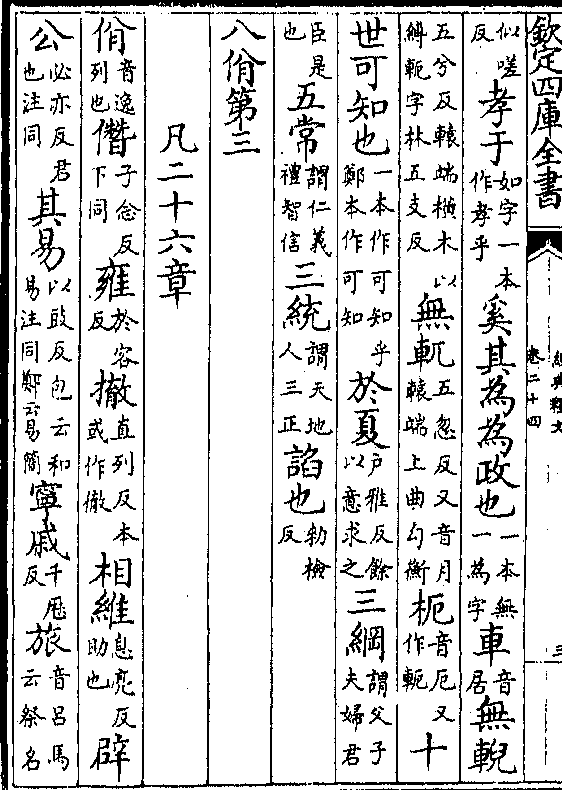 欽定四庫全書
經典釋文
卷二十四
三
似嗟反孝于如字一本作孝乎奚其為為政也一本無一為字車音居無輗
五兮反轅端橫木以縛軛字林五支反無軏五忽反又音月轅端上曲勾衡枙音厄又作軛十
世可知也一本作可知乎鄭本作可知於夏户雅反餘以意求之三綱謂父子夫婦君
臣是也五常謂仁義禮智信三統謂天地人三正諂也勑檢反
八佾第三
凡二十六章
佾音逸列也僭子念反下同雍於容反撤直列反本或作徹相維息亮反助也辟
公必亦反君也注同其易以豉反包云和易注同鄭云易簡寧戚千歴反旅音呂馬云祭名